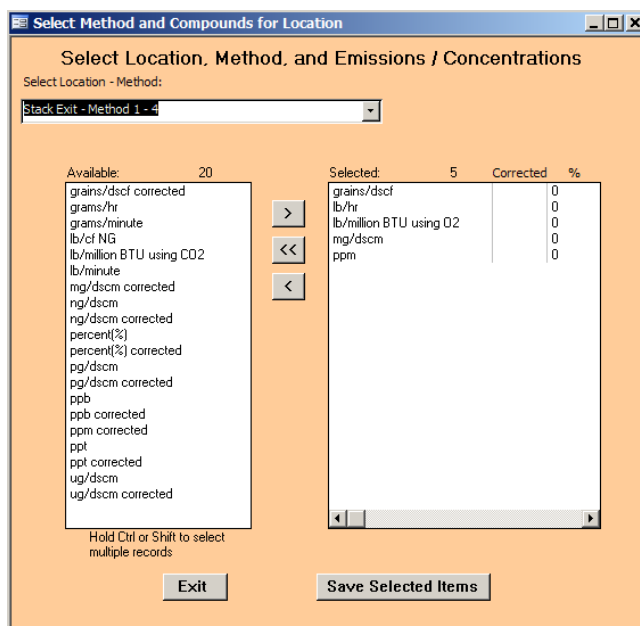 Select Method and Compounds for Location
Select Location, Method, and Emissions / Concentrations
Select Location - Method:
Stack Exit - Method 1 - 4
Available: 20
grains/dscf corrected
grams/hr
grams/minute
lb/cf NG
lb/million BTU using CO2
lb/minute
mg/dscm corrected
ng/dscm
ng/dscm corrected
percent(%)
percent(%) corrected
pg/dscm
pg/dscm corrected
ppb
ppb corrected
ppm corrected
ppt
ppt corrected
ug/dscm
ug/dscm corrected
Hold Ctrl or Shift to select
multiple records
>
<<
<
Selected: 5 Corrected %
grains/dscf 0
lb/hr 0
lb/million BTU using O2 0
mg/dscm 0
ppm 0
Exit
Save Selected Items